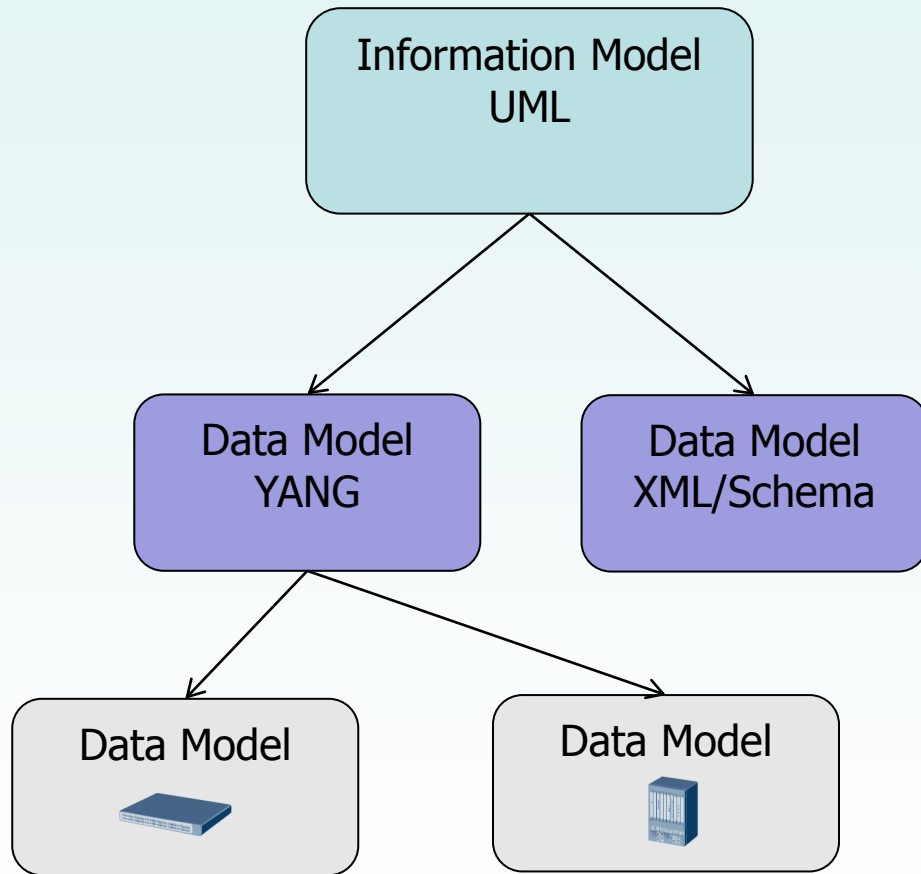 Information Model
UML
Data Model
YANG
Data Model
XML/Schema
Data Model
Data Model